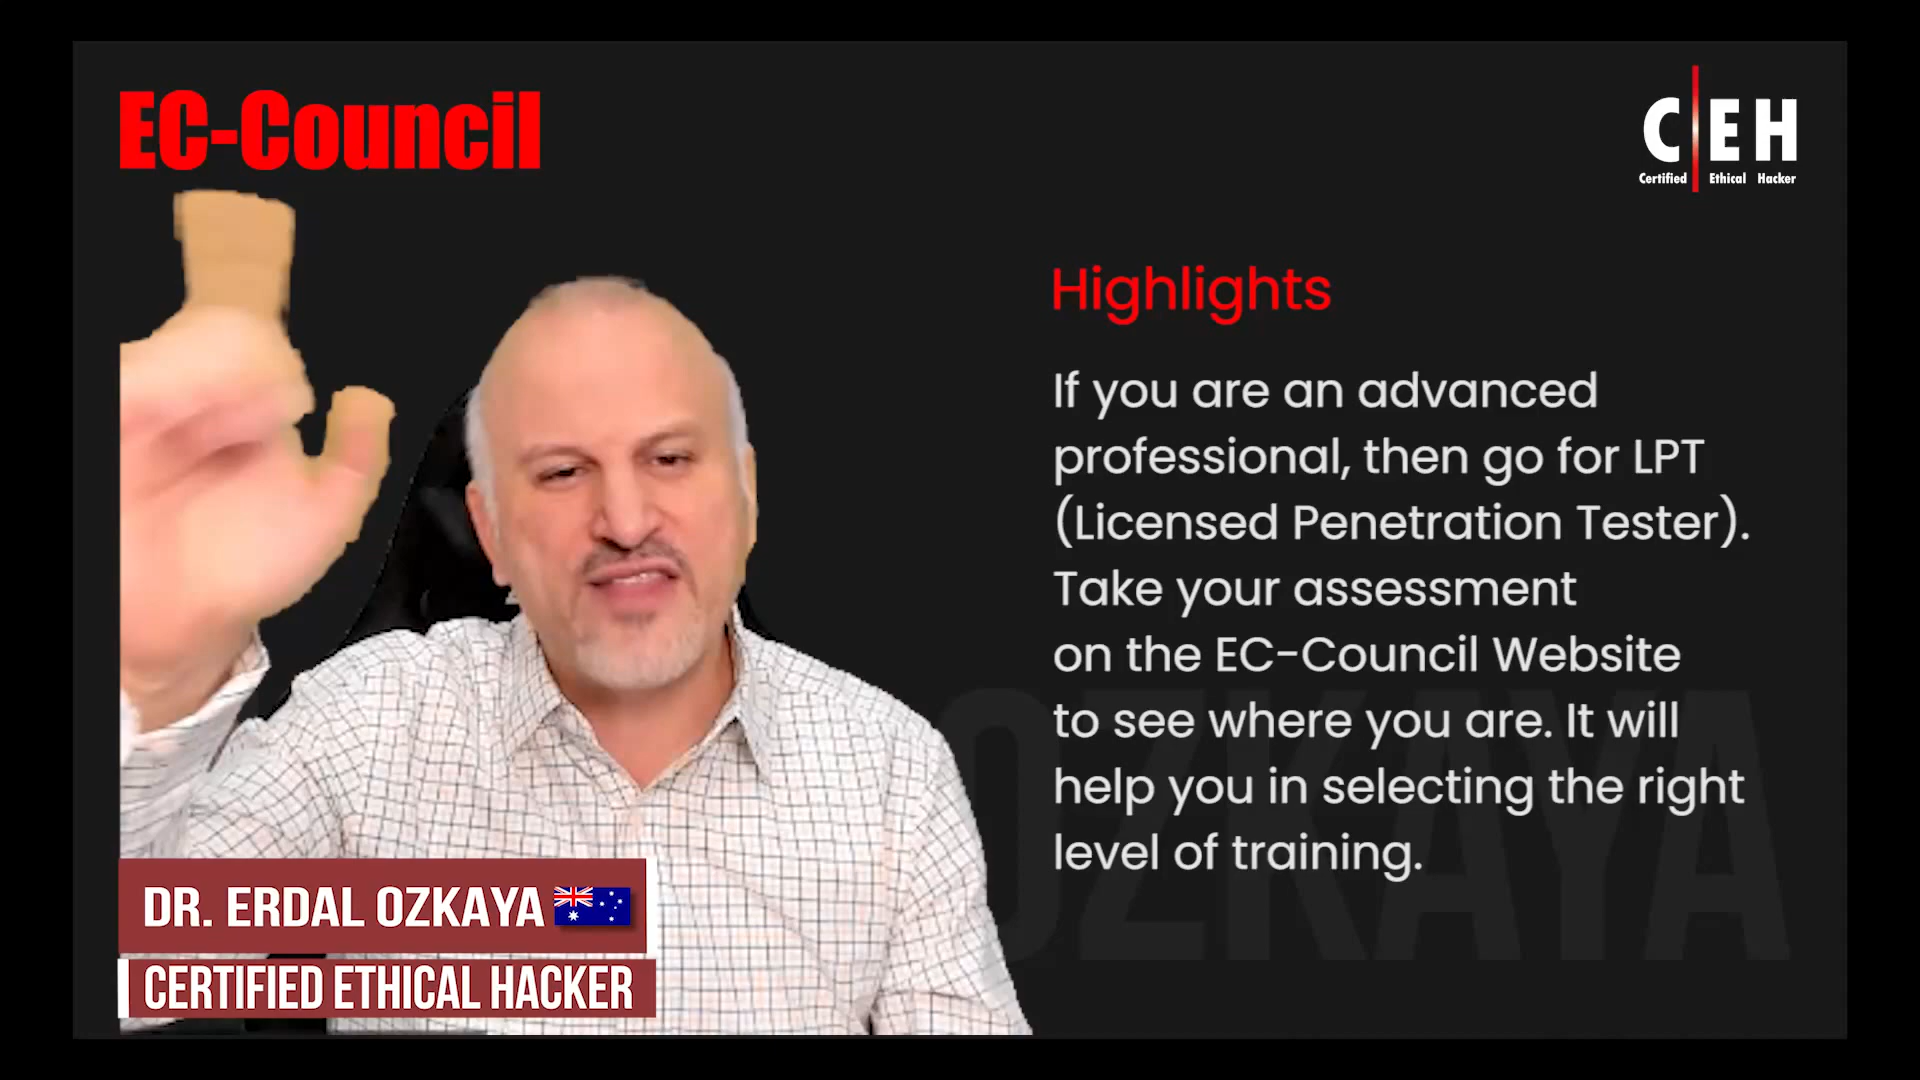 EC-Council
C|EH
Certified Ethical Hacker
Highlights
If you are an advanced
professional, then go for LPT
(Licensed Penetration Tester).
Take your assessment
on the EC-Council Website
to see where you are. It will
help you in selecting the right
level of training.
OZKAYA
DR. ERDAL OZKAYA
CERTIFIED ETHICAL HACKER